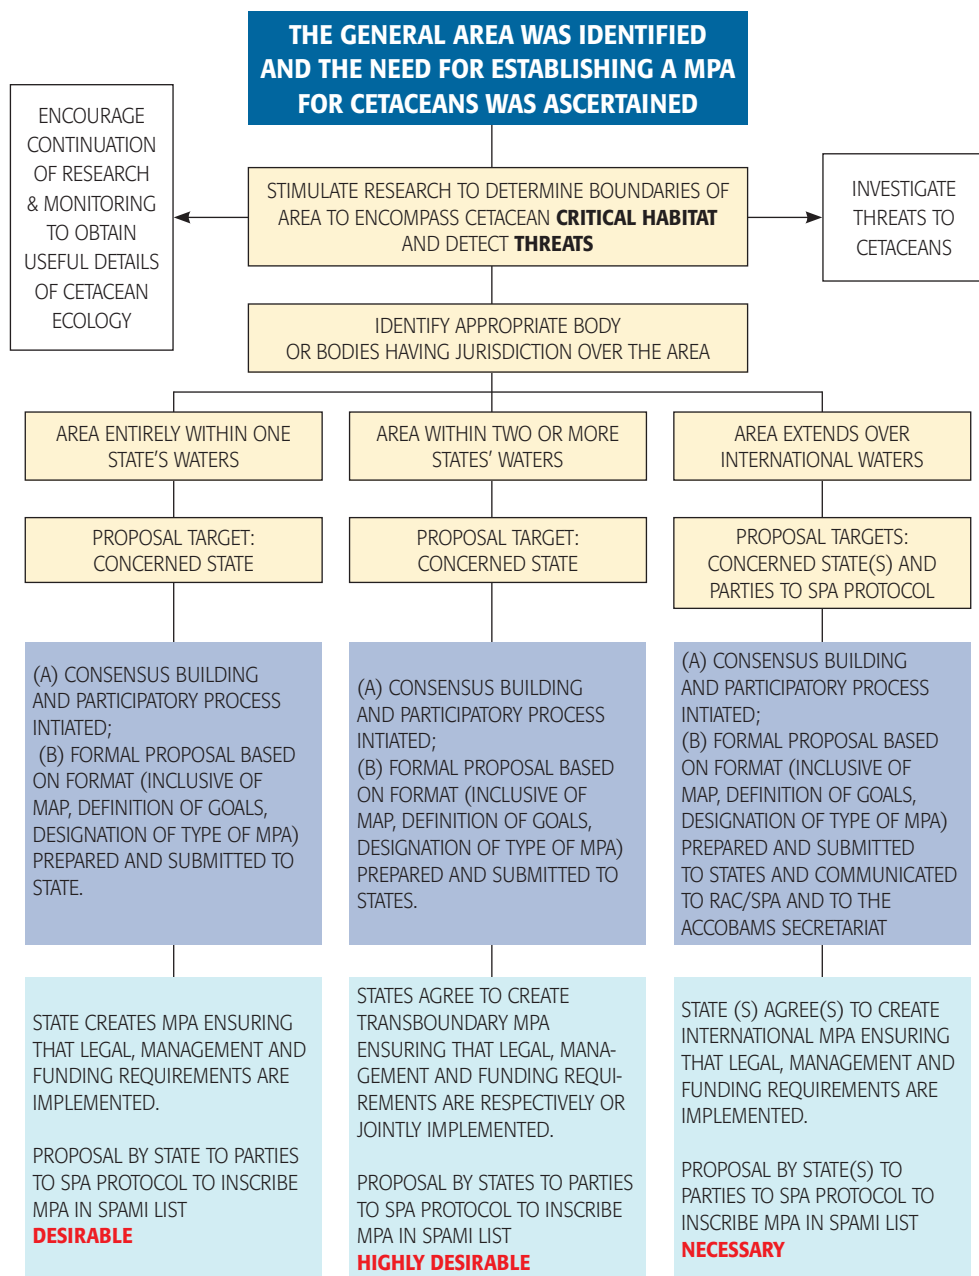 THE GENERAL AREA WAS IDENTIFIED
AND THE NEED FOR ESTABLISHING A MPA
FOR CETACEANS WAS ASCERTAINED
ENCOURAGE
CONTINUATION
OF RESEARCH
& MONITORING
TO OBTAIN
USEFUL DETAILS
OF CETACEAN
ECOLOGY
STIMULATE RESEARCH TO DETERMINE BOUNDARIES OF
AREA TO ENCOMPASS CETACEAN CRITICAL HABITAT
AND DETECT THREATS
INVESTIGATE
THREATS TO
CETACEANS
IDENTIFY APPROPRIATE BODY
OR BODIES HAVING JURISDICTION OVER THE AREA
AREA ENTIRELY WITHIN ONE
STATE'S WATERS
AREA WITHIN TWO OR MORE
STATES' WATERS
AREA EXTENDS OVER
INTERNATIONAL WATERS
PROPOSAL TARGET:
CONCERNED STATE
PROPOSAL TARGET:
CONCERNED STATE
PROPOSAL TARGETS:
CONCERNED STATE(S) AND
PARTIES TO SPA PROTOCOL
(A) CONSENSUS BUILDING
AND PARTICIPATORY PROCESS
INTIATED;
(B) FORMAL PROPOSAL BASED
ON FORMAT (INCLUSIVE OF
MAP, DEFINITION OF GOALS,
DESIGNATION OF TYPE OF MPA)
PREPARED AND SUBMITTED TO
STATE.
(A) CONSENSUS BUILDING
AND PARTICIPATORY PROCESS
INTIATED;
(B) FORMAL PROPOSAL BASED
ON FORMAT (INCLUSIVE OF
MAP, DEFINITION OF GOALS,
DESIGNATION OF TYPE OF MPA)
PREPARED AND SUBMITTED TO
STATES.
(A) CONSENSUS BUILDING
AND PARTICIPATORY PROCESS
INTIATED;
(B) FORMAL PROPOSAL BASED
ON FORMAT (INCLUSIVE OF
MAP, DEFINITION OF GOALS,
DESIGNATION OF TYPE OF MPA)
PREPARED AND SUBMITTED
TO STATES AND COMMUNICATED
TO RAC/SPA AND TO THE
ACCOBAMS SECRETARIAT
STATE CREATES MPA ENSURING
THAT LEGAL, MANAGEMENT AND
FUNDING REQUIREMENTS ARE
IMPLEMENTED.
PROPOSAL BY STATE TO PARTIES
TO SPA PROTOCOL TO INSCRIBE
MPA IN SPAMI LIST
DESIRABLE
STATES AGREE TO CREATE
TRANSBOUNDARY MPA
ENSURING THAT LEGAL, MANA-
GEMENT AND FUNDING REQUI-
REMENTS ARE RESPECTIVELY OR
JOINTLY IMPLEMENTED.
PROPOSAL BY STATES TO PARTIES
TO SPA PROTOCOL TO INSCRIBE
MPA IN SPAMI LIST
HIGHLY DESIRABLE
STATE (S) AGREE(S) TO CREATE
INTERNATIONAL MPA ENSURING
THAT LEGAL, MANAGEMENT AND
FUNDING REQUIREMENTS ARE
IMPLEMENTED.
PROPOSAL BY STATE(S) TO
PARTIES TO SPA PROTOCOL TO
INSCRIBE MPA IN SPAMI LIST
NECESSARY